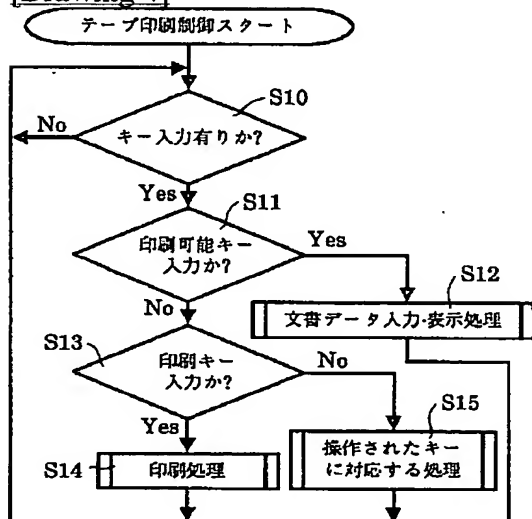 テープ印刷制御スタート
S10
No
キー入力有りか?
Yes
S11
印刷可能キー
入力か?
Yes
S12
No
文書データ入力・表示処理
S13
印刷キー
入力か?
No
Yes
S15
S14
印刷処理
操作されたキー
に対応する処理